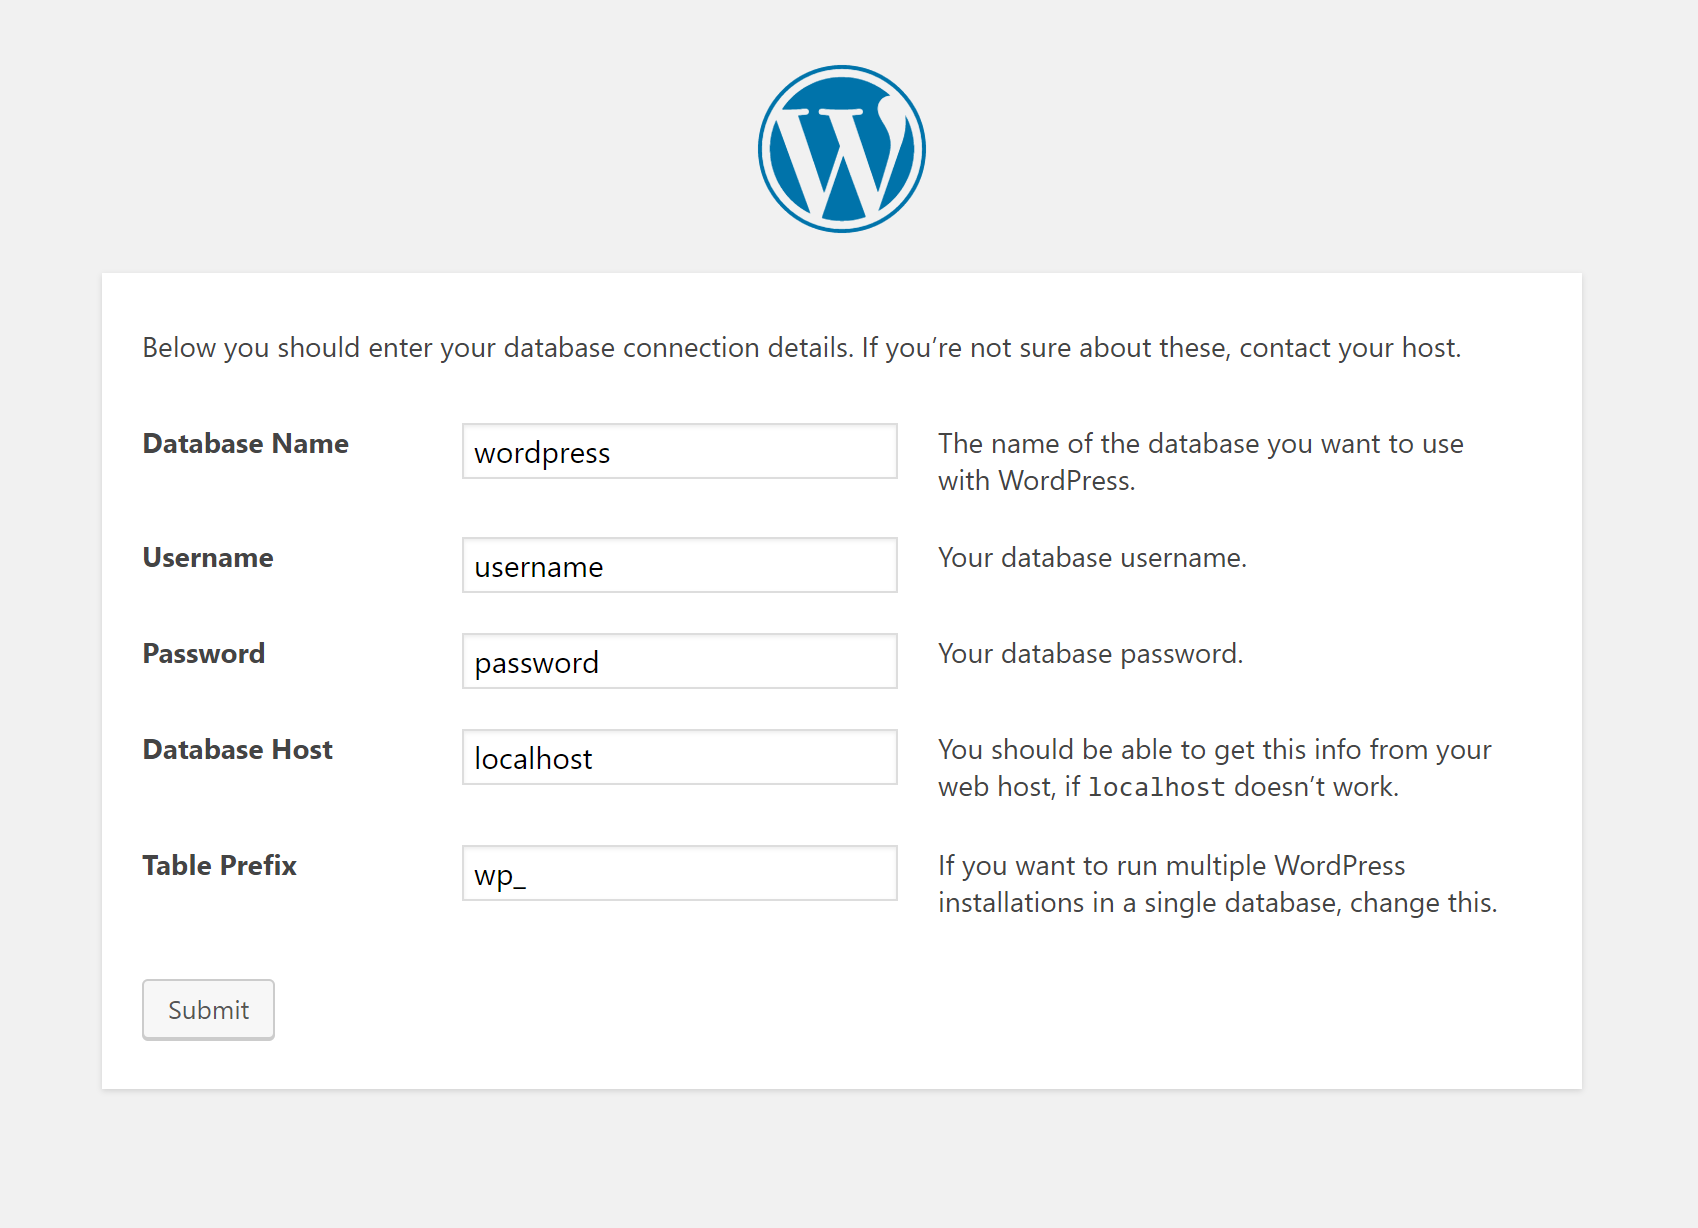 W
Below you should enter your database connection details. If you’re not sure about these, contact your host.
Database Name
wordpress
The name of the database you want to use
with WordPress.
Username
username
Your database username.
Password
password
Your database password.
Database Host
localhost
You should be able to get this info from your
web host, if localhost doesn’t work.
Table Prefix
wp_
If you want to run multiple WordPress
installations in a single database, change this.
Submit